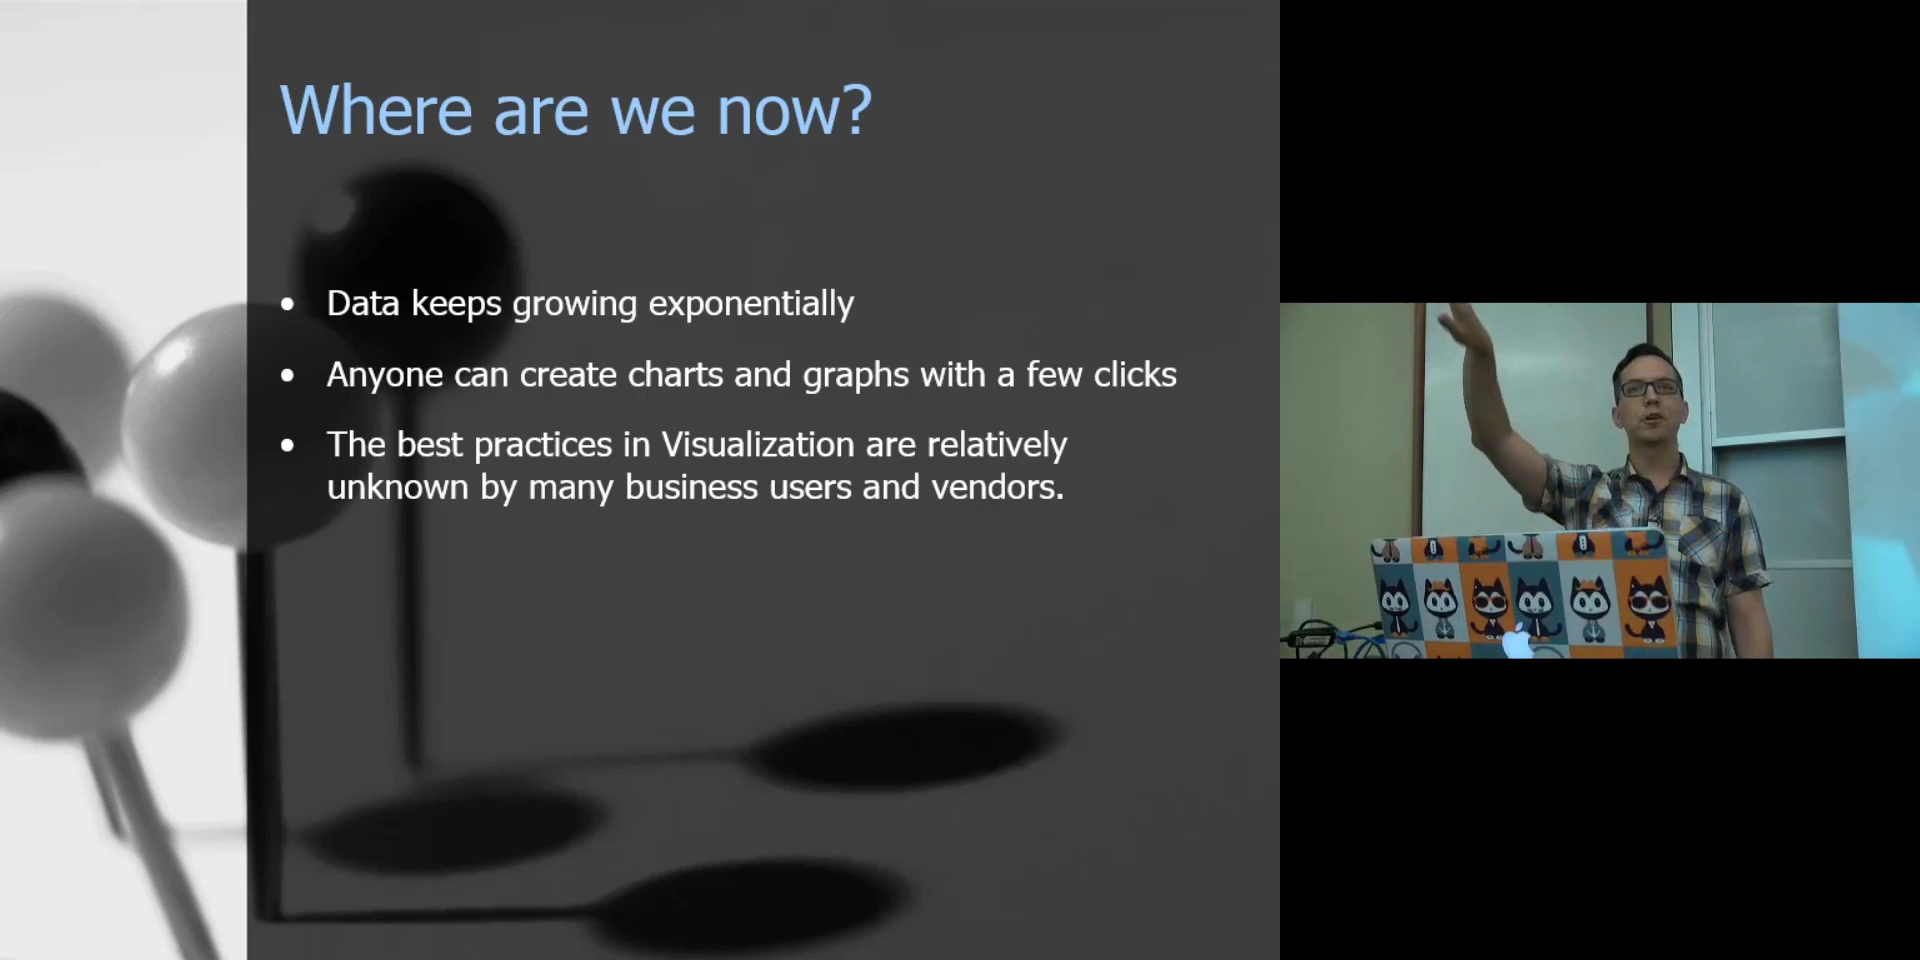 Where are we now?
• Data keeps growing exponentially
• Anyone can create charts and graphs with a few clicks
• The best practices in Visualization are relatively
unknown by many business users and vendors.